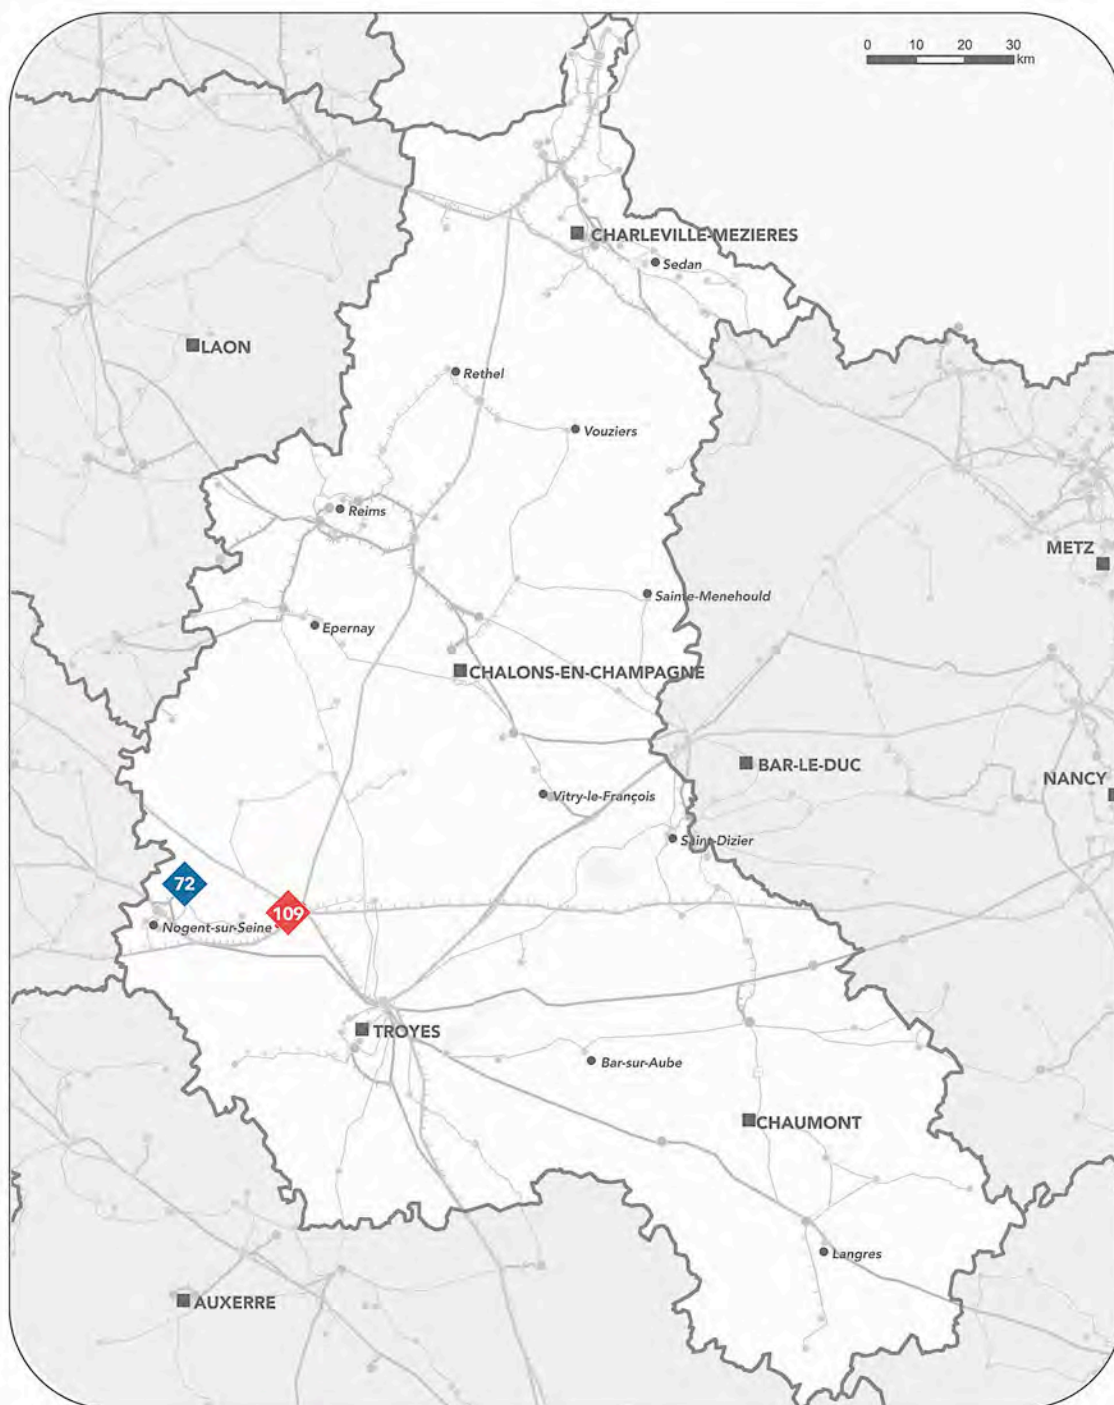 0 10 20 30
km
CHARLEVILLE-MEZIERES
Sedan
LAON
Rethel
Vouziers
Reims
METZ
Sainte-Menehould
Epernay
CHALONS-EN-CHAMPAGNE
BAR-LE-DUC
NANCY
Vitry-le-François
Saint-Dizier
72
109
Nogent-sur-Seine
TROYES
Bar-sur-Aube
CHAUMONT
Langres
AUXERRE